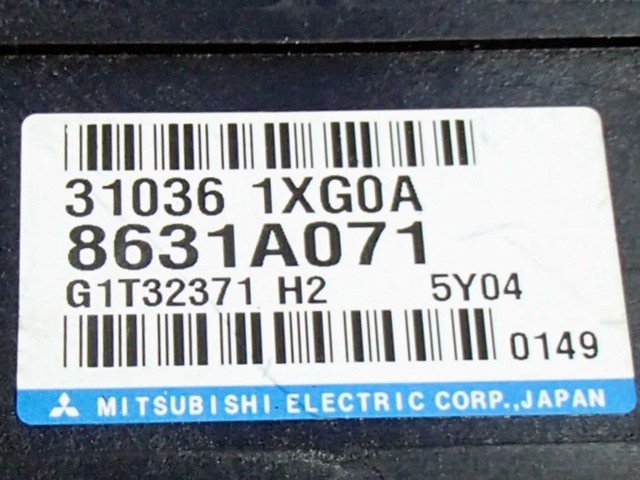 31036 1XG0A
8631A071
G1T32371 H2 5Y04
0149
MITSUBISHI ELECTRIC CORP.,JAPAN